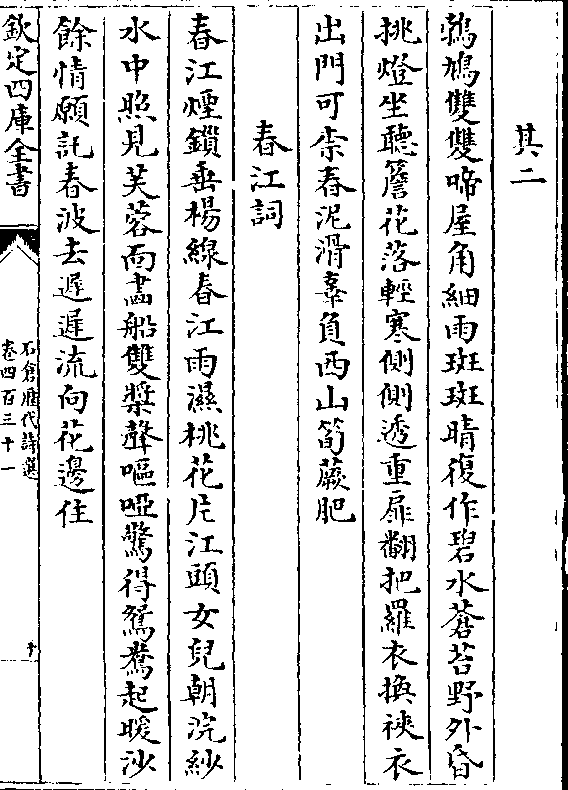 其二
鵓鳩雙雙啼屋角細雨斑斑晴復作碧水蒼苔野外昏
挑燈坐聽簷花落輕寒側側透重扉翻把羅衣換裌衣
出門可柰春泥滑辜負西山筍蕨肥
春江詞
春江煙鎖垂楊線春江雨濕桃花片江頭女兒朝浣紗
水中照見芙蓉面畫船雙槳聲嘔啞驚得鴛鴦起暖沙
餘情願託春波去遲遲流向花邊住
欽定四庫全書
石倉歷代詩選
卷四百三十一